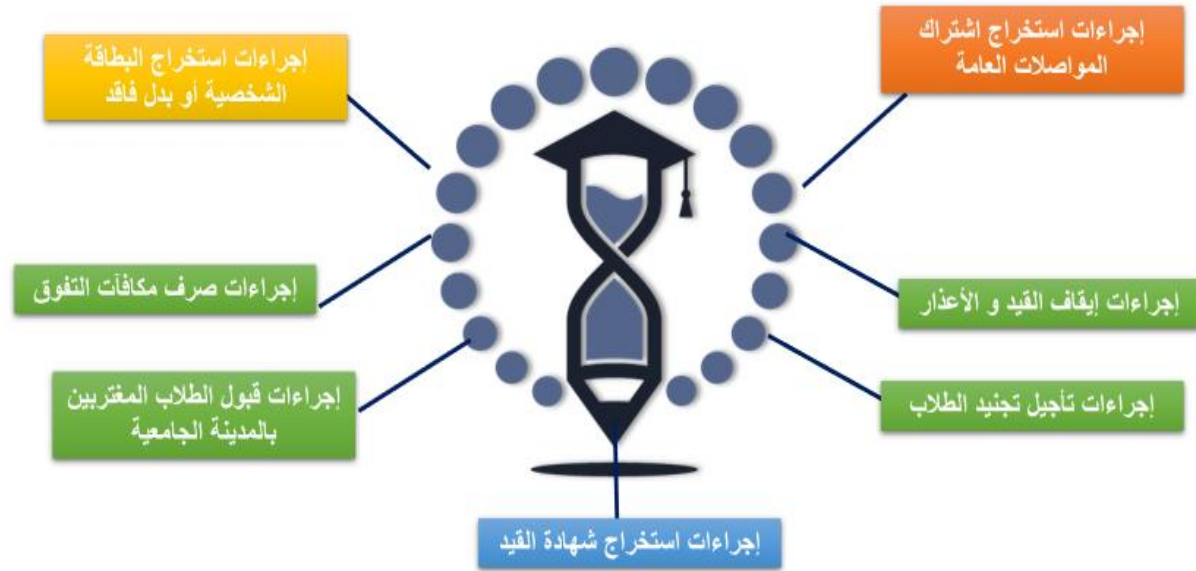 إجراءات استخراج اشتراك
المواصلات العامة
إجراءات إيقاف القيد و الأعذار
إجراءات تأجيل تجنيد الطلاب
إجراءات استخراج البطاقة
الشخصية أو بدل فاقد
إجراءات صرف مكافآت التفوق
إجراءات قبول الطلاب المغتربين
بالمدينة الجامعية
إجراءات استخراج شهادة القيد